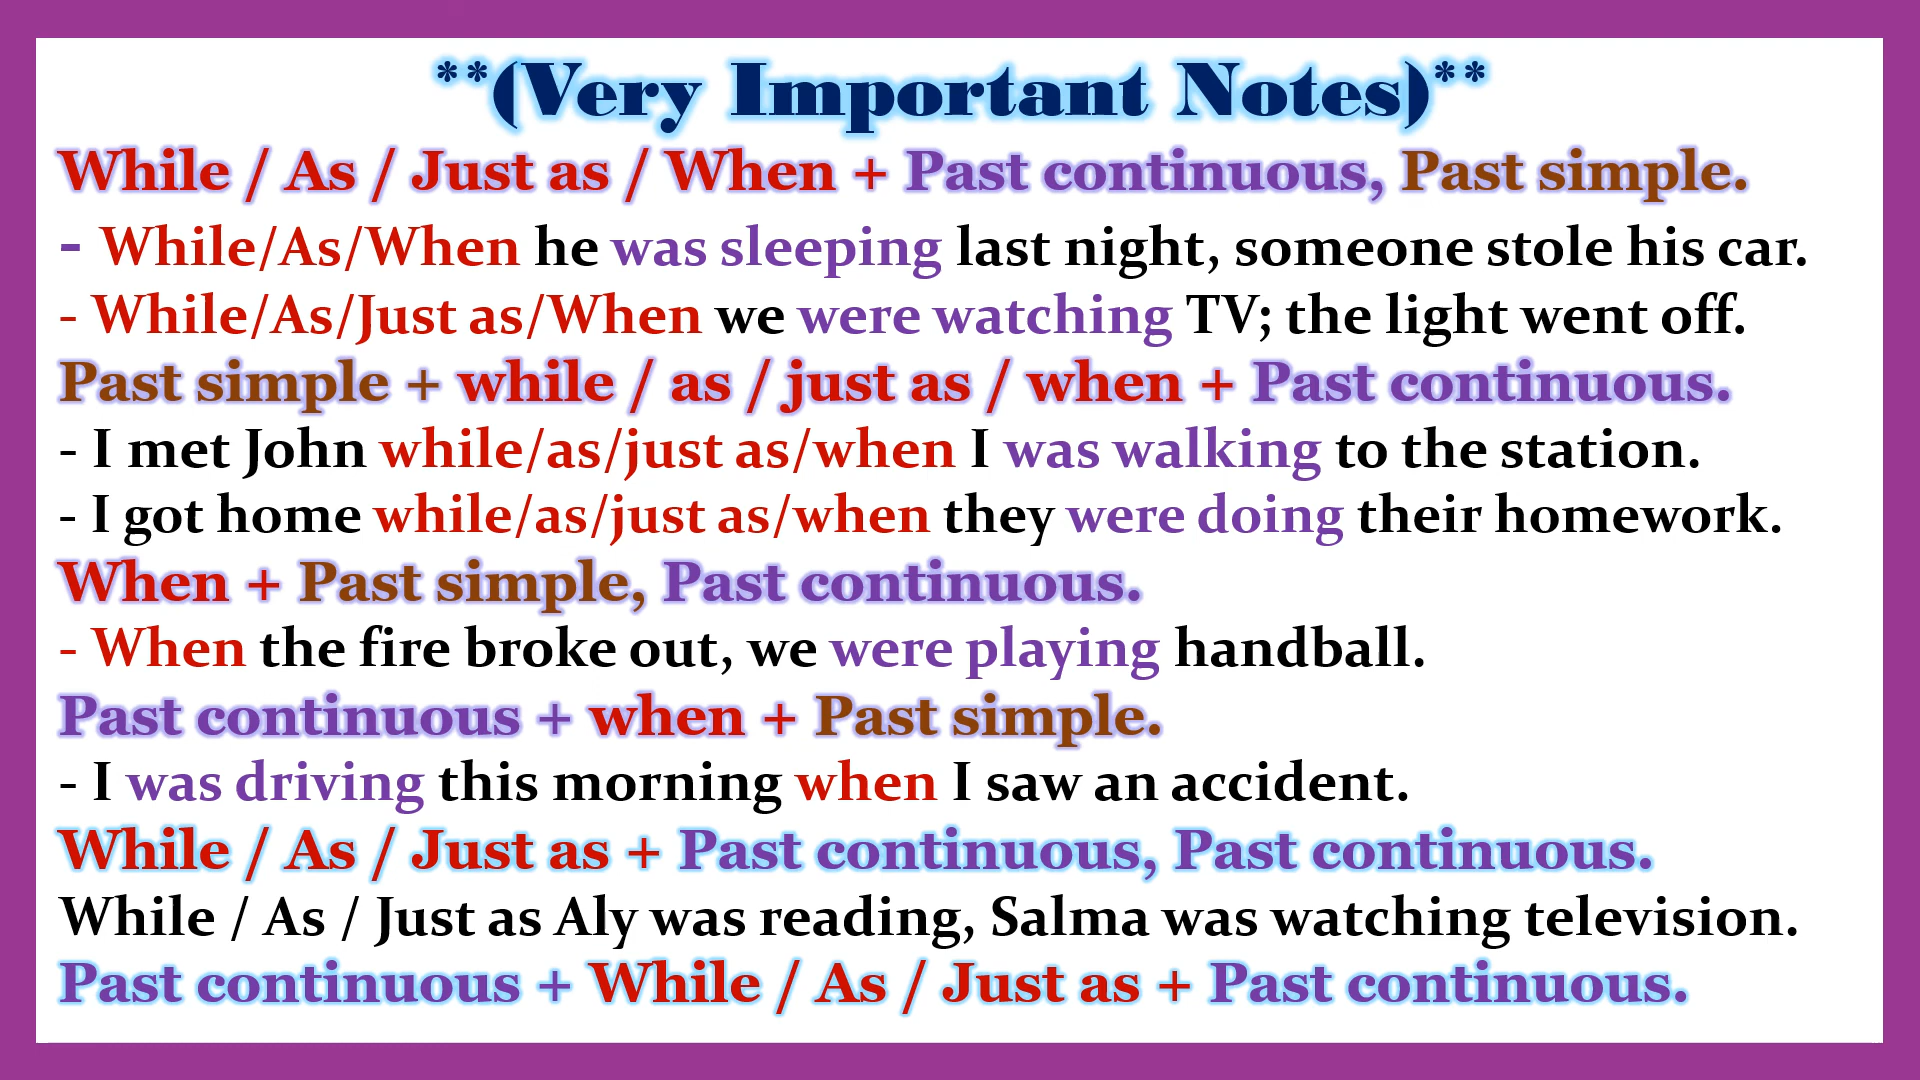 **(Very Important Notes)**
While / As / Just as / When + Past continuous, Past simple.
- While/As/When he was sleeping last night, someone stole his car.
- While/As/Just as/When we were watching TV; the light went off.
Past simple + while / as / just as / when + Past continuous.
- I met John while/as/just as/when I was walking to the station.
- I got home while/as/just as/when they were doing their homework.
When + Past simple, Past continuous.
- When the fire broke out, we were playing handball.
Past continuous + when + Past simple.
- I was driving this morning when I saw an accident.
While / As / Just as + Past continuous, Past continuous.
While / As / Just as Aly was reading, Salma was watching television.
Past continuous + While / As / Just as + Past continuous.